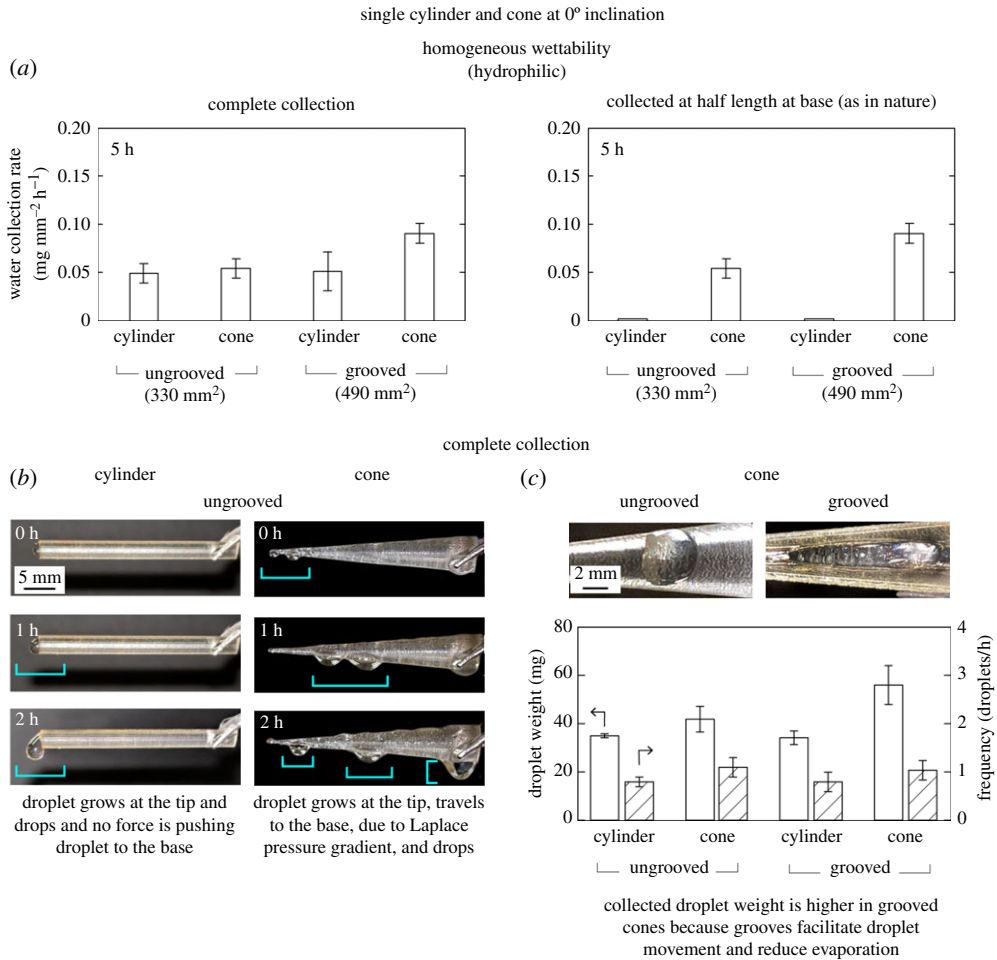 single cylinder and cone at 0º inclination
homogeneous wettability
(hydrophilic)
(a)
complete collection
collected at half length at base (as in nature)
water collection rate
(mg mm⁻² h⁻¹)
0.20
0.15
0.10
0.05
0
5 h
cylinder
cone
cylinder
cone
ungrooved
(330 mm²)
grooved
(490 mm²)
0.20
0.15
0.10
0.05
0
5 h
cylinder
cone
cylinder
cone
ungrooved
(330 mm²)
grooved
(490 mm²)
complete collection
(b)
cylinder
cone
ungrooved
0 h
5 mm
0 h
1 h
1 h
2 h
2 h
droplet grows at the tip and
drops and no force is pushing
droplet to the base
droplet grows at the tip, travels
to the base, due to Laplace
pressure gradient, and drops
(c)
cone
ungrooved
grooved
2 mm
droplet weight (mg)
80
60
40
20
0
frequency (droplets/h)
4
3
2
1
0
cylinder
cone
cylinder
cone
ungrooved
grooved
collected droplet weight is higher in grooved
cones because grooves facilitate droplet
movement and reduce evaporation